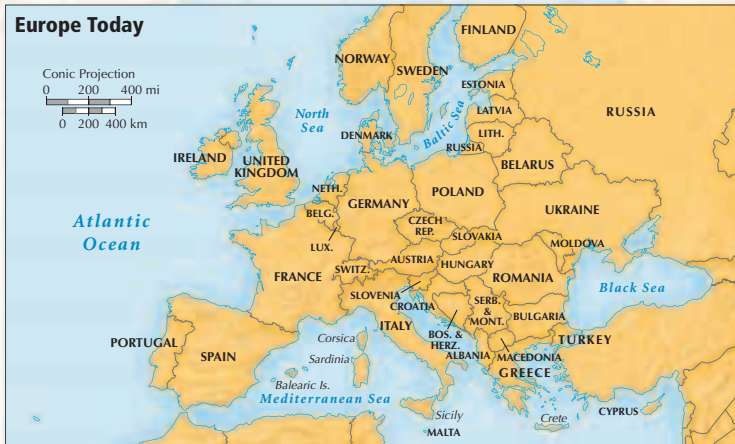 Europe Today
Conic Projection
0 200 400 mi
0 200 400 km
FINLAND
NORWAY
SWEDEN
ESTONIA
RUSSIA
North
Sea
Baltic Sea
LATVIA
DENMARK
LITH.
RUSSIA
IRELAND
UNITED
KINGDOM
BELARUS
NETH.
POLAND
GERMANY
BELG.
UKRAINE
Atlantic
Ocean
CZECH
REP.
SLOVAKIA
LUX.
MOLDOVA
AUSTRIA
HUNGARY
SWITZ.
FRANCE
ROMANIA
Black Sea
SLOVENIA
CROATIA
SERB.
&
MONT.
BULGARIA
ITALY
BOS. &
HERZ.
PORTUGAL
SPAIN
Corsica
TURKEY
ALBANIA
MACEDONIA
Sardinia
GREECE
Balearic Is.
Mediterranean Sea
Sicily
Crete
CYPRUS
MALTA